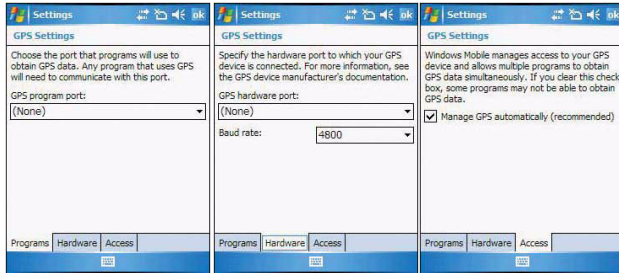 Settings
ok
GPS Settings
Choose the port that programs will use to
obtain GPS data. Any program that uses GPS
will need to communicate with this port.
GPS program port:
(None)
Programs Hardware Access
Settings
ok
GPS Settings
Specify the hardware port to which your GPS
device is connected. For more information, see
the GPS device manufacturer's documentation.
GPS hardware port:
(None)
Baud rate:
4800
Programs Hardware Access
Settings
ok
GPS Settings
Windows Mobile manages access to your GPS
device and allows multiple programs to obtain
GPS data simultaneously. If you clear this check
box, some programs may not be able to obtain
GPS data.
Manage GPS automatically (recommended)
Programs Hardware Access